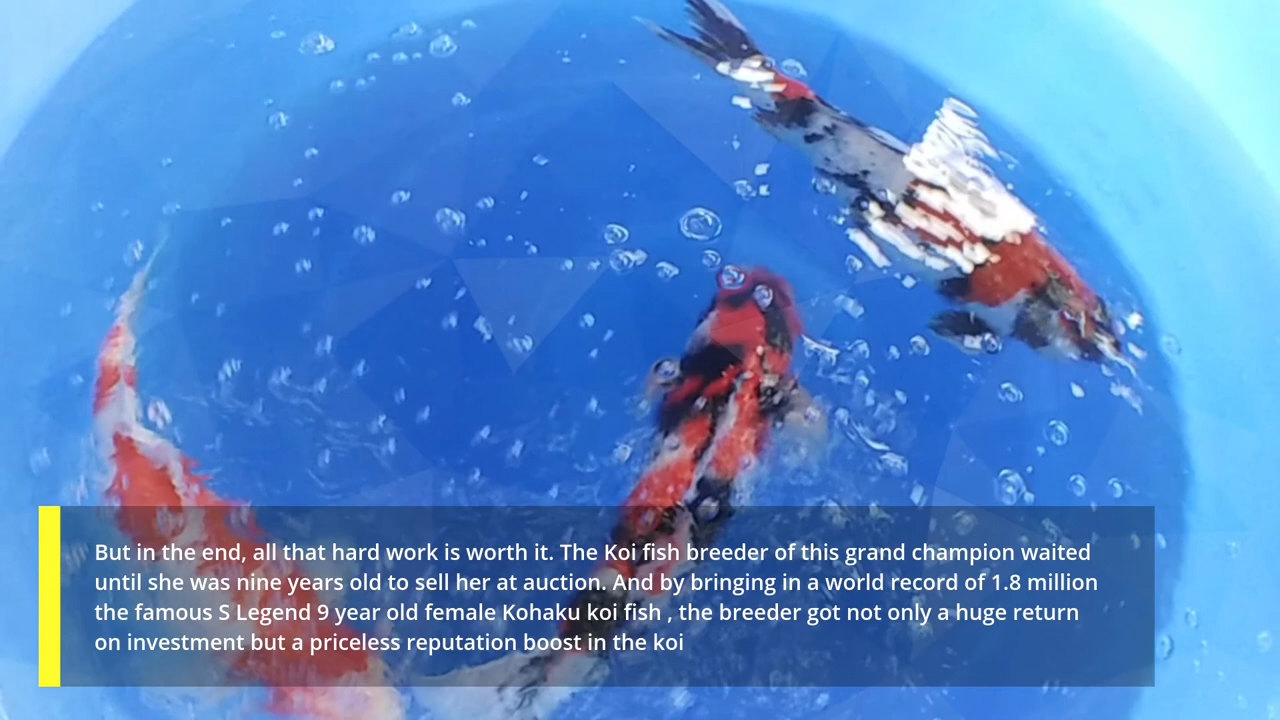 But in the end, all that hard work is worth it. The Koi fish breeder of this grand champion waited
until she was nine years old to sell her at auction. And by bringing in a world record of 1.8 million
the famous S Legend 9 year old female Kohaku koi fish , the breeder got not only a huge return
on investment but a priceless reputation boost in the koi